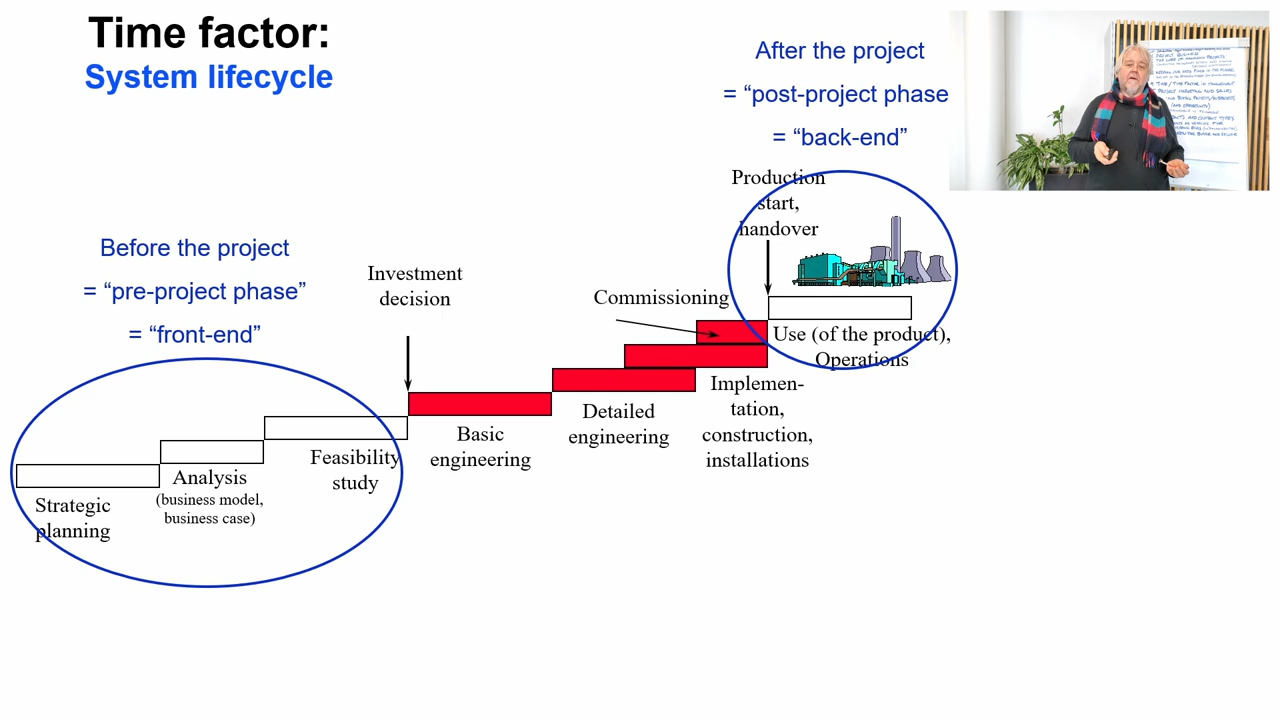 Time factor:
System lifecycle
After the project
= “post-project phase
= “back-end”
Production
start,
handover
Before the project
= “pre-project phase”
= “front-end”
Investment
decision
Commissioning
Use (of the product),
Operations
Implemen-
tation,
construction,
installations
Detailed
engineering
Basic
engineering
Feasibility
study
Analysis
(business model,
business case)
Strategic
planning